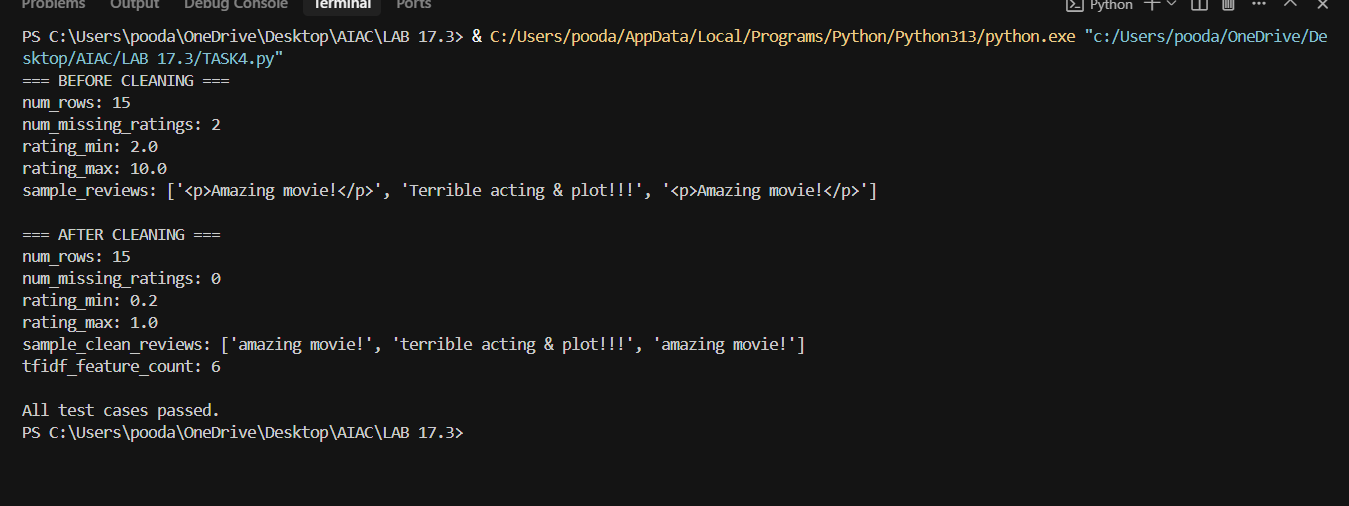 Problems Output Debug Console Terminal Ports Python
PS C:\Users\pooda\OneDrive\Desktop\AIAC\LAB 17.3> & C:/Users/pooda/AppData/Local/Programs/Python/Python313/python.exe "c:/Users/pooda/OneDrive/De
sktop/AIAC/LAB 17.3/TASK4.py"
=== BEFORE CLEANING ===
num_rows: 15
num_missing_ratings: 2
rating_min: 2.0
rating_max: 10.0
sample_reviews: ['<p>Amazing movie!</p>', 'Terrible acting & plot!!!', '<p>Amazing movie!</p>']
=== AFTER CLEANING ===
num_rows: 15
num_missing_ratings: 0
rating_min: 0.2
rating_max: 1.0
sample_clean_reviews: ['amazing movie!', 'terrible acting & plot!!!', 'amazing movie!']
tfidf_feature_count: 6
All test cases passed.
PS C:\Users\pooda\OneDrive\Desktop\AIAC\LAB 17.3>